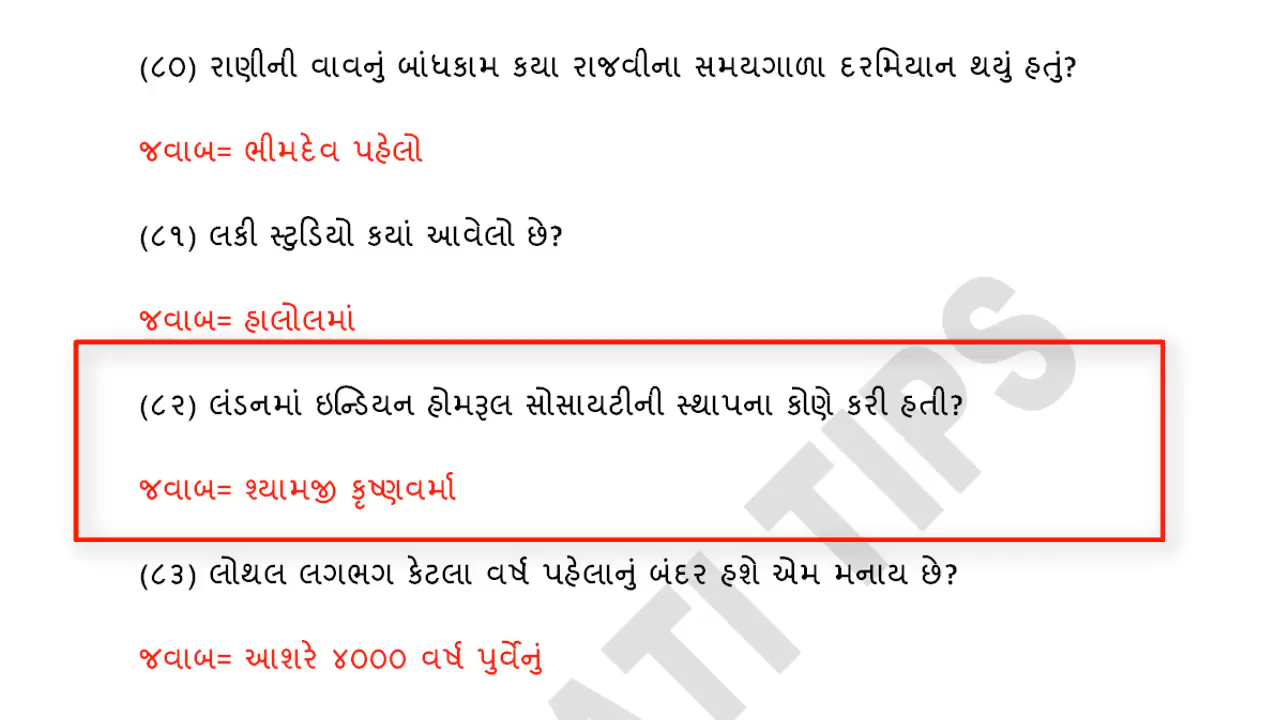 (૮૦) રાણીની વાવનું બાંધકામ કયા રાજવીના સમયગાળા દરમિયાન થયું હતું?
જવાબ= ભીમદેવ પહેલો
(૮૧) લકી સ્ટુડિયો કયાં આવેલો છે?
જવાબ= હાલોલમાં
(૮૨) લંડનમાં ઇન્ડિયન હોમરૂલ સોસાયટીની સ્થાપના કોણે કરી હતી?
જવાબ= શ્યામજી કૃષ્ણવર્મા
(૮૩) લોથલ લગભગ કેટલા વર્ષ પહેલાનું બંદર હશે એમ મનાય છે?
જવાબ= આશરે ૪૦૦૦ વર્ષ પુર્વેનું
ATI TIPS